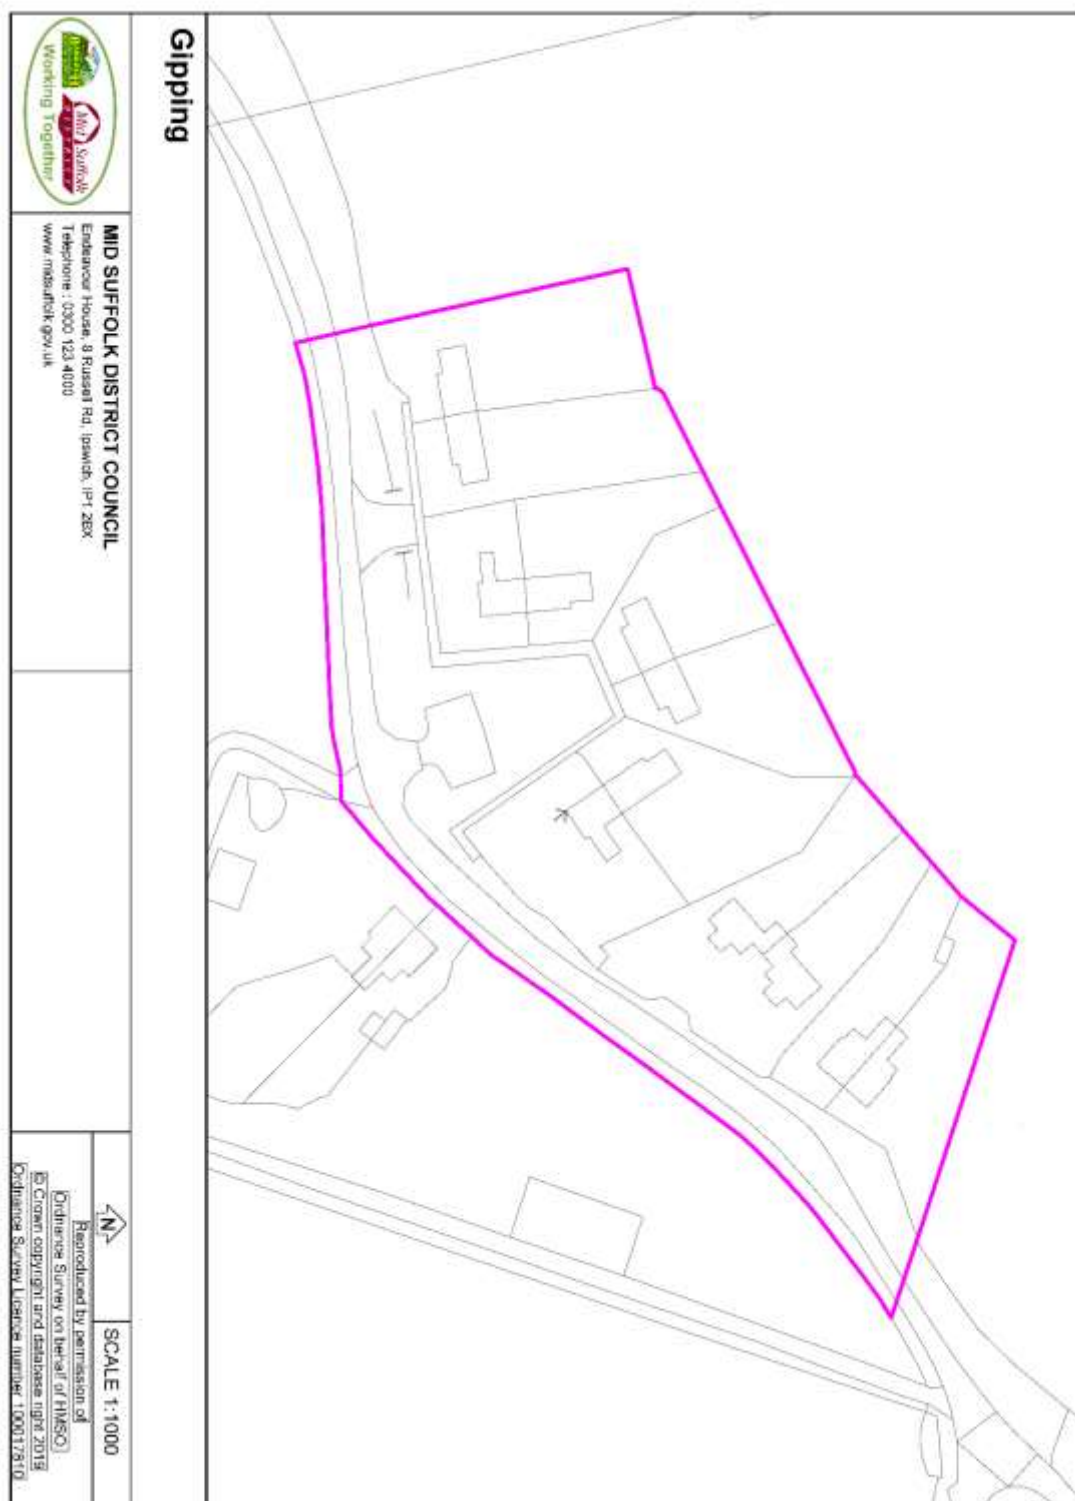 Gipping
Mid Suffolk
DISTRICT
Working Together
MID SUFFOLK DISTRICT COUNCIL
Endeavour House, 8 Russell Rd, Ipswich, IP1 2BX
Telephone : 0300 123 4000
www.midsuffolk.gov.uk
N
SCALE 1:1000
Reproduced by permission of
Ordnance Survey on behalf of HMSO.
© Crown copyright and database right 2019
Ordnance Survey Licence number 100017810